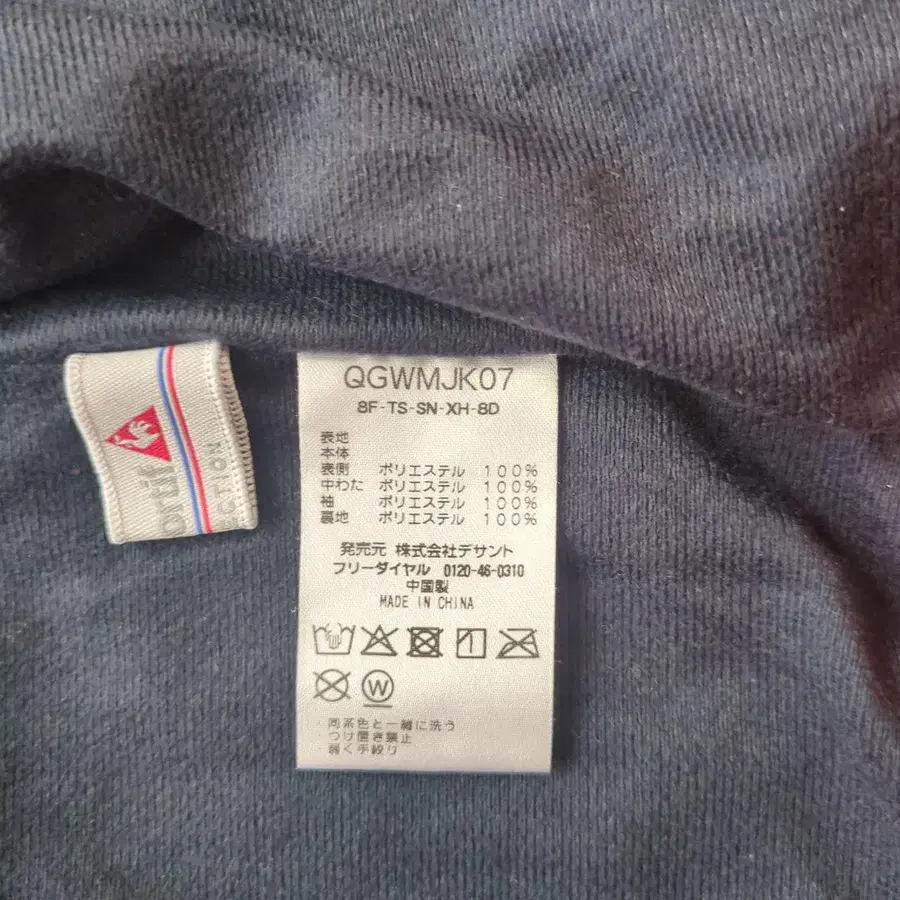 QGWMJK07
8F-TS-SN-XH-8D
表地
本体
表側 ポリエステル 100%
中わた ポリエステル 100%
袖 ポリエステル 100%
裏地 ポリエステル 100%
発売元 株式会社デサント
フリーダイヤル 0120-46-0310
中国製
MADE IN CHINA
W
・同系色と一緒に洗う
つけ置き禁止
弱く手絞り
ortif
ECTION